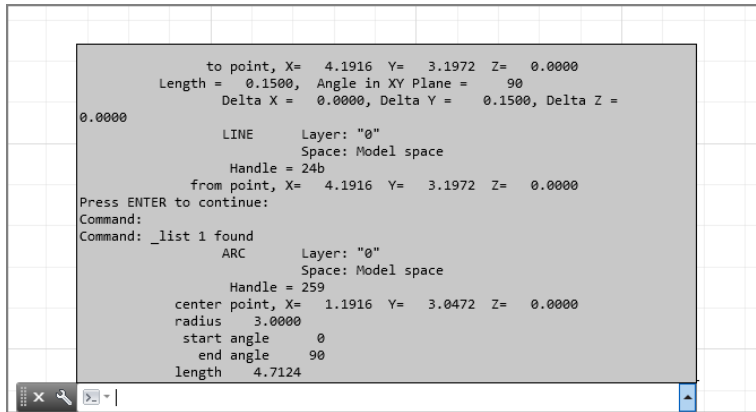 to point, X= 4.1916 Y= 3.1972 Z= 0.0000
Length = 0.1500, Angle in XY Plane = 90
Delta X = 0.0000, Delta Y = 0.1500, Delta Z =
0.0000
LINE Layer: "0"
Space: Model space
Handle = 24b
from point, X= 4.1916 Y= 3.1972 Z= 0.0000
Press ENTER to continue:
Command:
Command: _list 1 found
ARC Layer: "0"
Space: Model space
Handle = 259
center point, X= 1.1916 Y= 3.0472 Z= 0.0000
radius 3.0000
start angle 0
end angle 90
length 4.7124